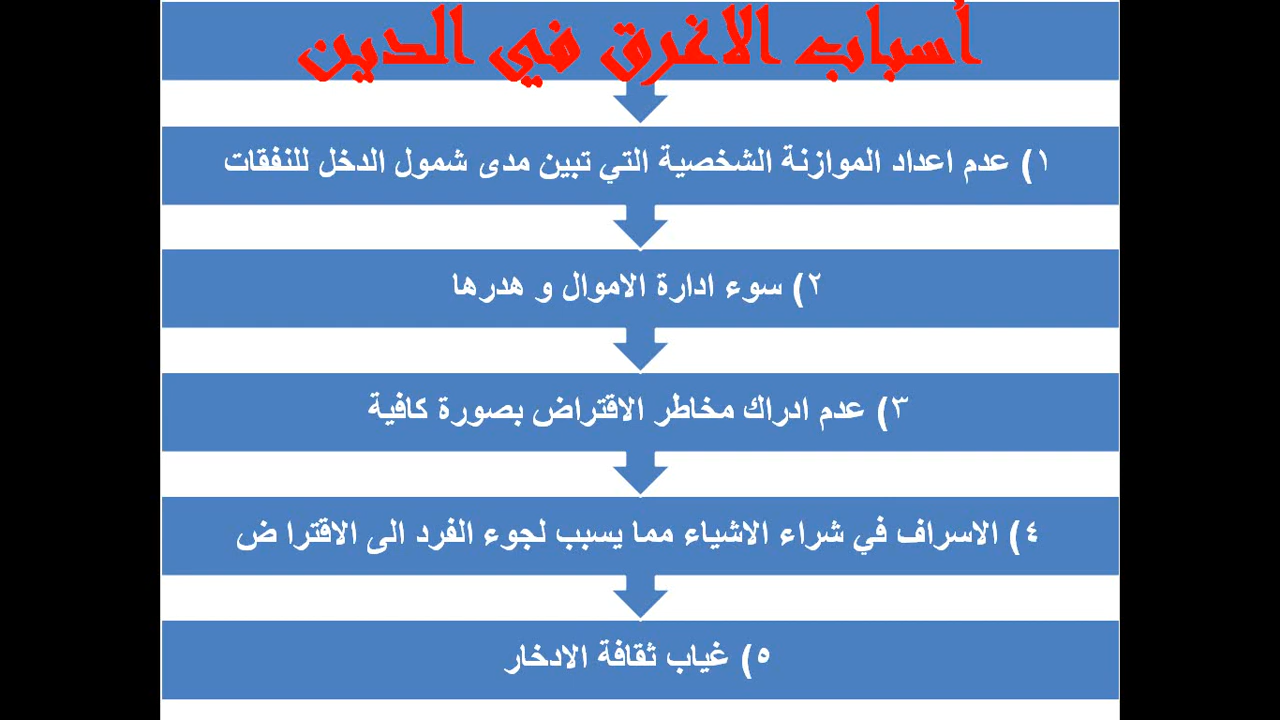 أسباب الاغرق في الدين
١) عدم اعداد الموازنة الشخصية التي تبين مدى شمول الدخل للنفقات
٢) سوء ادارة الاموال و هدرها
٣) عدم ادراك مخاطر الاقتراض بصورة كافية
٤) الاسراف في شراء الاشياء مما يسبب لجوء الفرد الى الاقترا ض
٥) غياب ثقافة الادخار